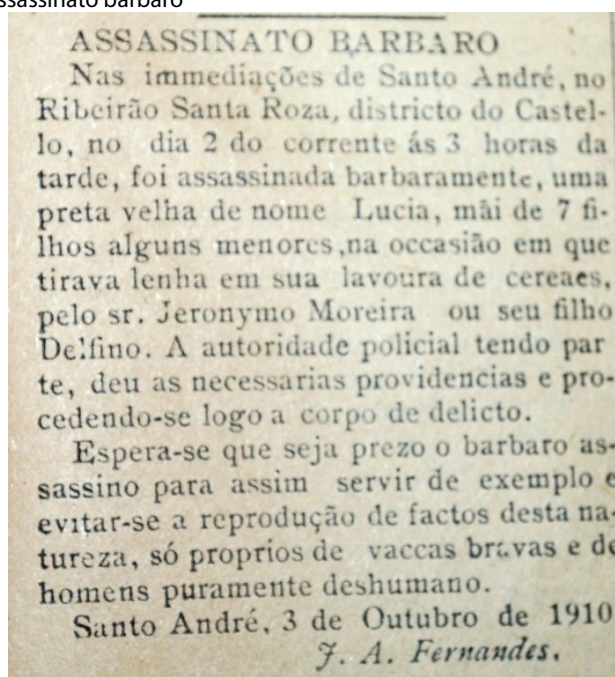 assassinato barbaro
ASSASSINATO BARBARO
Nas immediações de Santo André, no
Ribeirão Santa Roza, districto do Castel-
lo, no dia 2 do corrente ás 3 horas da
tarde, foi assassinada barbaramente, uma
preta velha de nome Lucia, mãi de 7 fi-
lhos alguns menores,na occasião em que
tirava lenha em sua lavoura de cereaes,
pelo sr. Jeronymo Moreira ou seu filho
Delfino. A autoridade policial tendo par
te, deu as necessarias providencias e pro-
cedendo-se logo a corpo de delicto.
Espera-se que seja prezo o barbaro as-
sassino para assim servir de exemplo e
evitar-se a reprodução de factos desta na-
tureza, só proprios de vaccas bravas e de
homens puramente deshumano.
Santo André, 3 de Outubro de 1910
J. A. Fernandes.